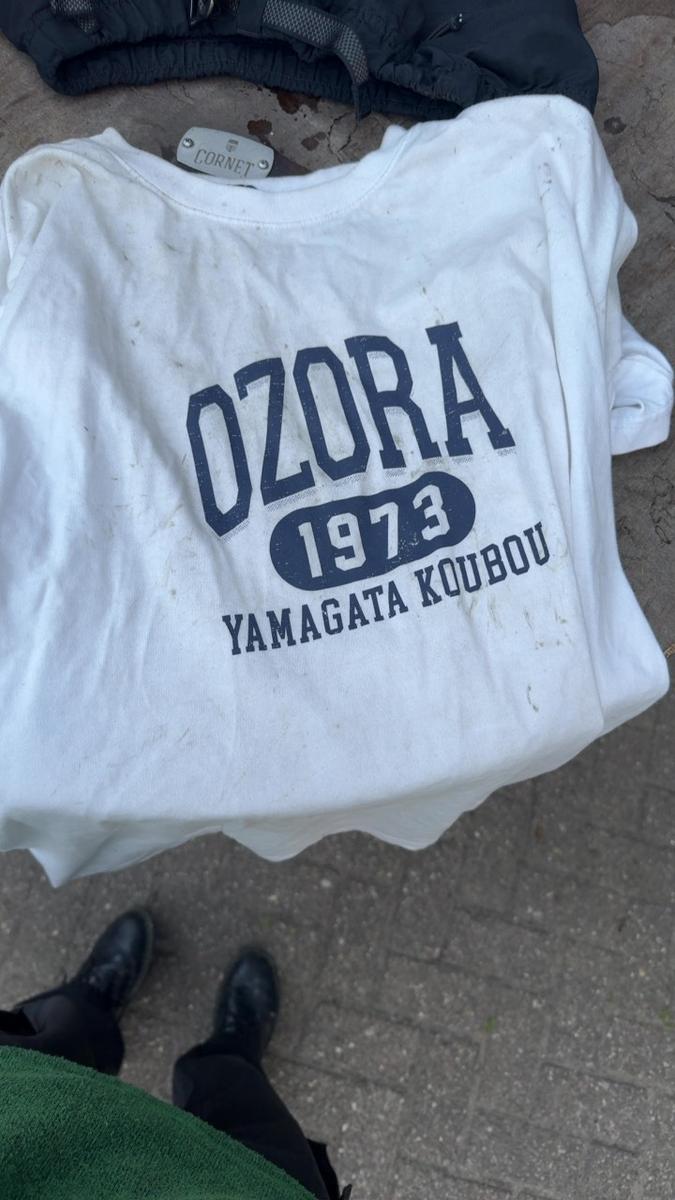 CORNET
OZORA
1973
YAMAGATA KOUBOU